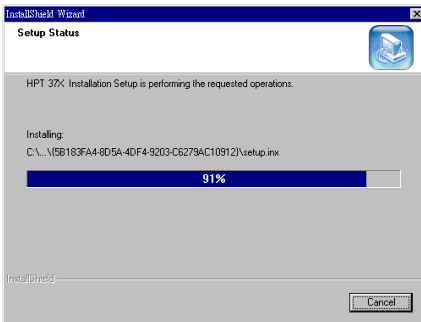 InstallShield Wizard
Setup Status
HPT 37X Installation Setup is performing the requested operations.
Installing:
C:\...\{5B183FA4-8D5A-4DF4-9203-C6279AC10912}\setup.inx
91%
InstallShield
Cancel